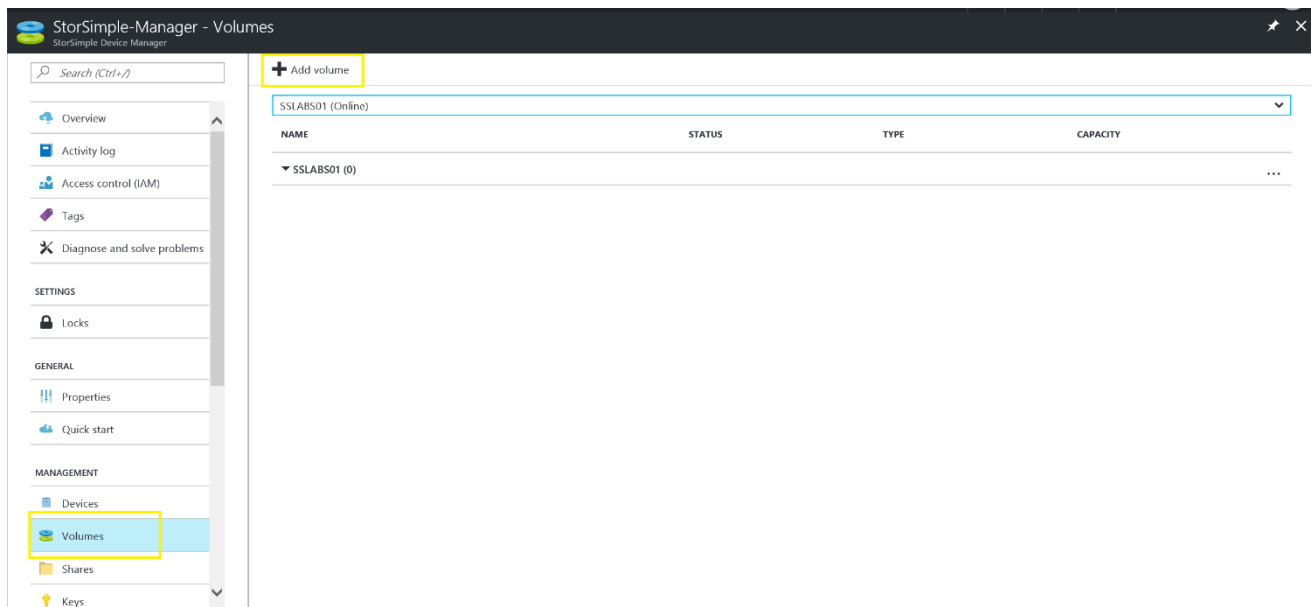 StorSimple-Manager - Volumes
StorSimple Device Manager
Search (Ctrl+/)
Overview
Activity log
Access control (IAM)
Tags
Diagnose and solve problems
SETTINGS
Locks
GENERAL
Properties
Quick start
MANAGEMENT
Devices
Volumes
Shares
Keys
Add volume
SSLABS01 (Online)
NAME STATUS TYPE CAPACITY
SSLABS01 (0) ...